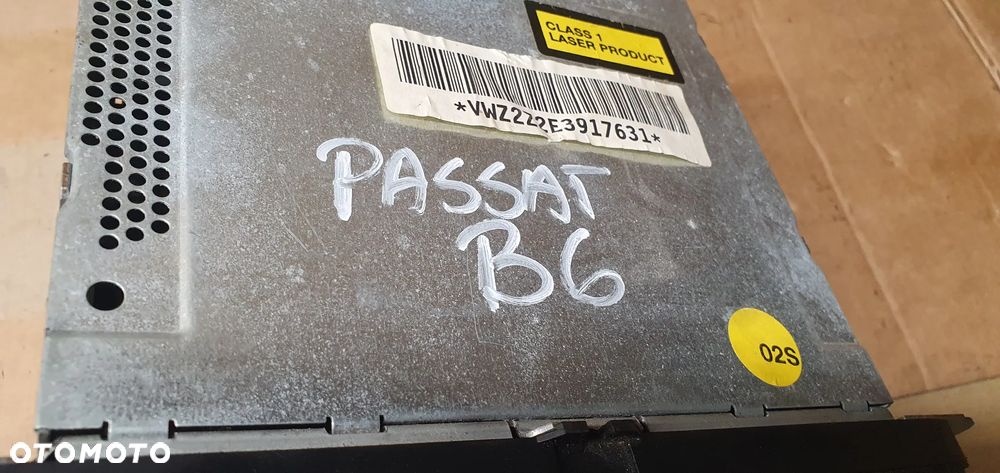 CLASS 1
LASER PRODUCT
*VWZ2Z2E3917631*
PASSAT
B6
02S
OTOMOTO